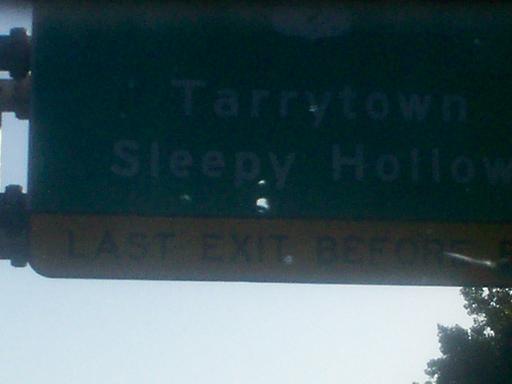 Tarrytown
Sleepy Hollow
LAST EXIT BEFORE